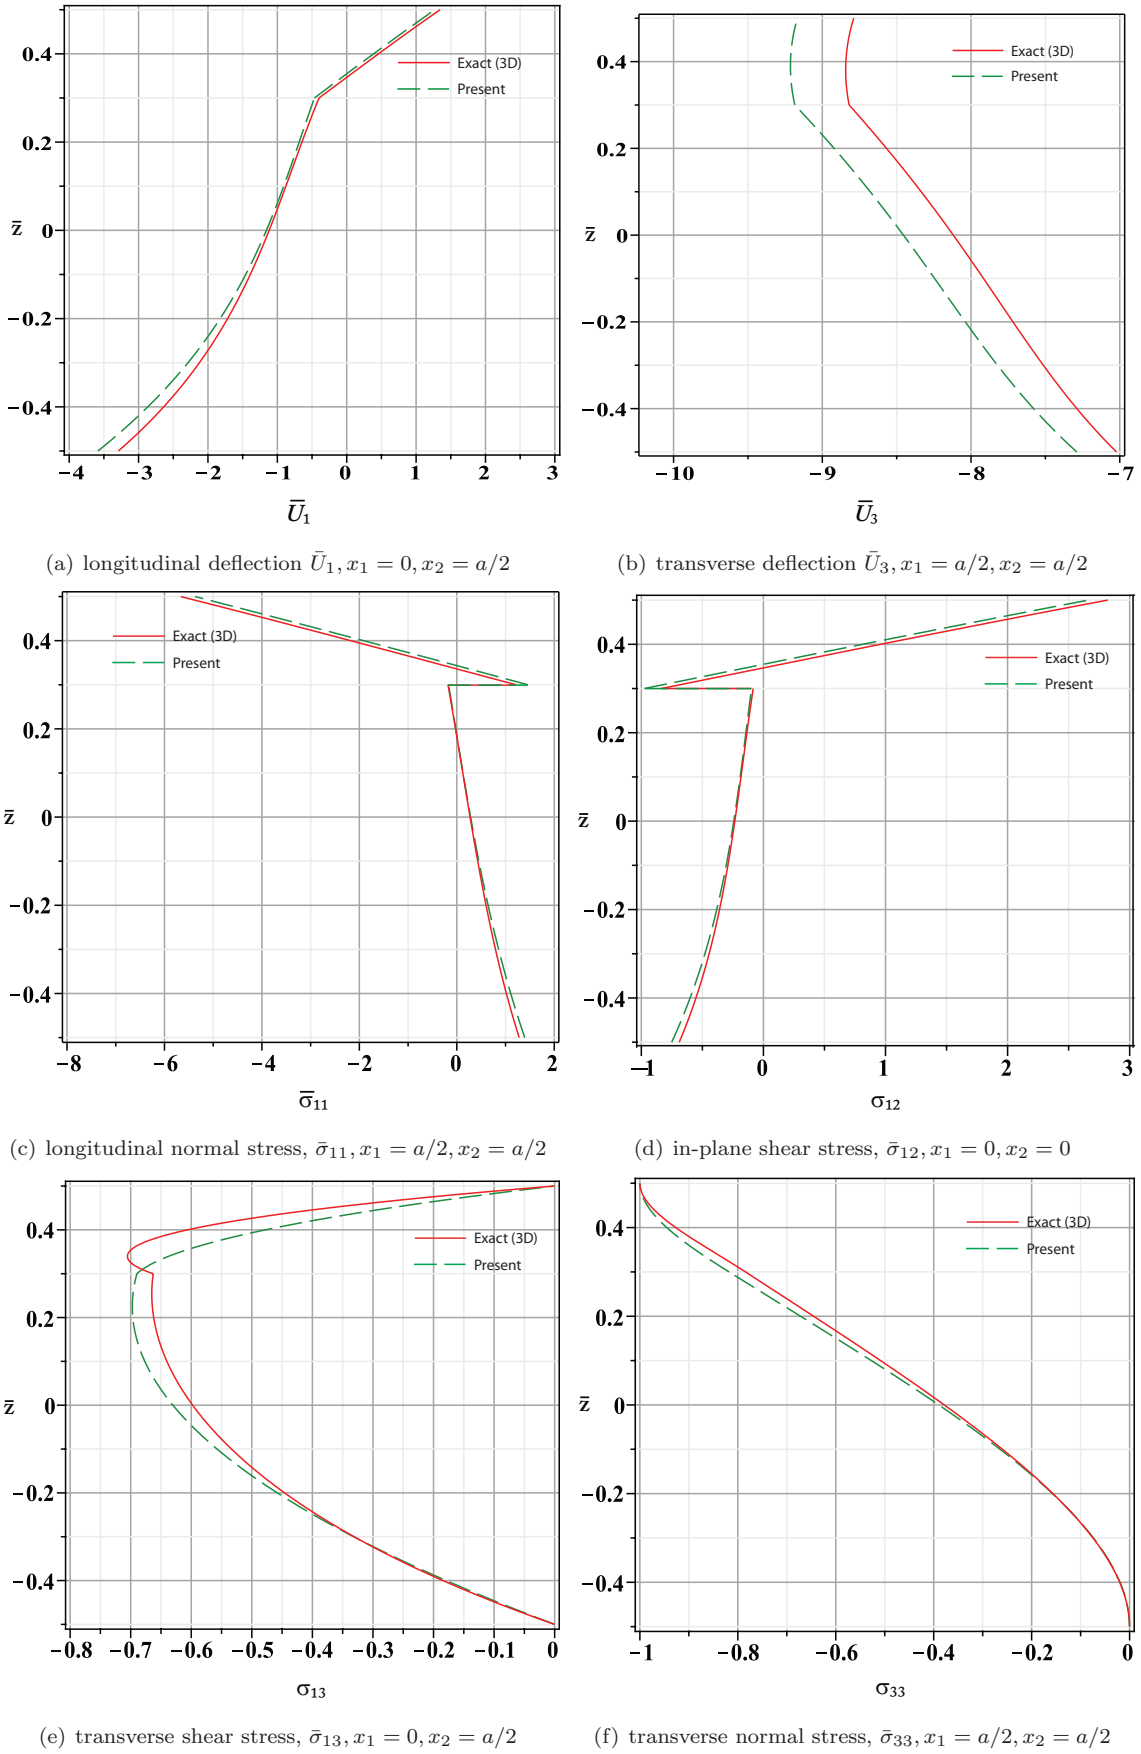 0.4
0.2
z̄
0
−0.2
−0.4
−4 −3 −2 −1 0 1 2 3
Ū₁
Exact (3D)
Present
0.4
0.2
z̄
0
−0.2
−0.4
−10 −9 −8 −7
Ū₃
Exact (3D)
Present
(a) longitudinal deflection Ū₁, x₁ = 0, x₂ = a/2
(b) transverse deflection Ū₃, x₁ = a/2, x₂ = a/2
0.4
0.2
0
z̄
−0.2
−0.4
−8 −6 −4 −2 0 2
σ̄₁₁
Exact (3D)
Present
0.4
0.2
z̄
0
−0.2
−0.4
−1 0 1 2 3
σ₁₂
Exact (3D)
Present
(c) longitudinal normal stress, σ̄₁₁, x₁ = a/2, x₂ = a/2
(d) in-plane shear stress, σ̄₁₂, x₁ = 0, x₂ = 0
0.4
0.2
0
z̄
−0.2
−0.4
−0.8 −0.7 −0.6 −0.5 −0.4 −0.3 −0.2 −0.1 0
σ₁₃
Exact (3D)
Present
0.4
0.2
z̄
0
−0.2
−0.4
−1 −0.8 −0.6 −0.4 −0.2 0
σ₃₃
Exact (3D)
Present
(e) transverse shear stress, σ̄₁₃, x₁ = 0, x₂ = a/2
(f) transverse normal stress, σ̄₃₃, x₁ = a/2, x₂ = a/2